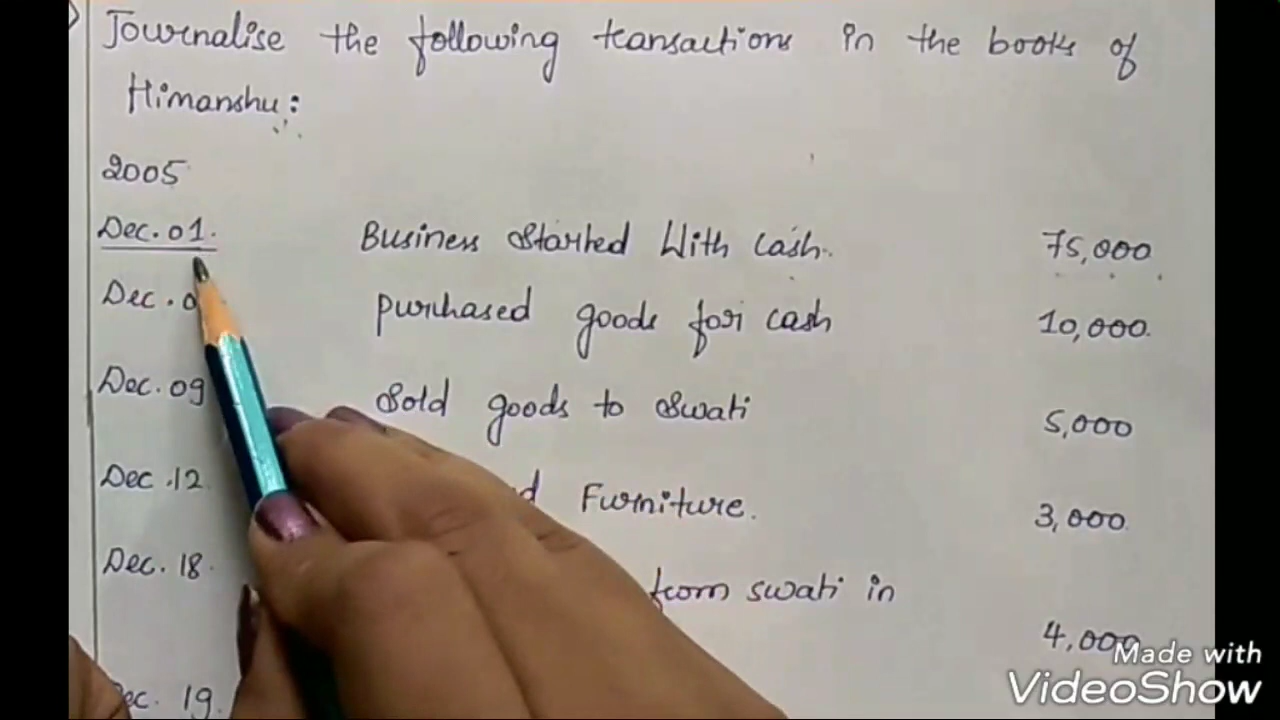 Journalise the following transactions in the books of
Himanshu:
2005
Dec. 01. Business Started With cash. 75,000
Dec. 0 purchased goods for cash 10,000.
Dec. 09 Sold goods to Swati 5,000
Dec .12. Furniture. 3,000.
Dec. 18. from swati in
4,000
Dec. 19.
Made with
VideoShow